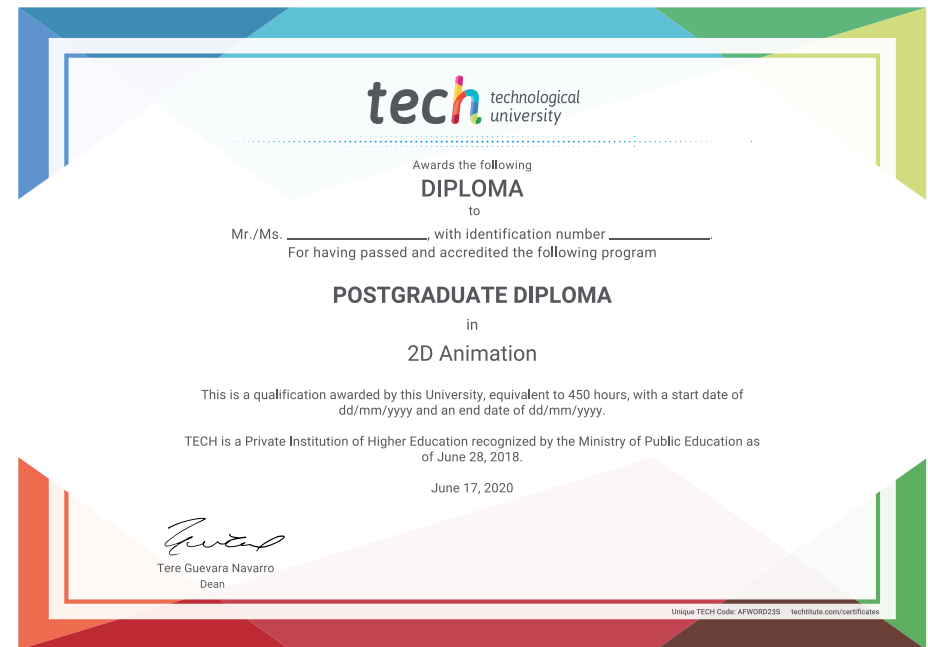 tech technological
university
Awards the following
DIPLOMA
to
Mr./Ms. ____________________, with identification number ______________.
For having passed and accredited the following program
POSTGRADUATE DIPLOMA
in
2D Animation
This is a qualification awarded by this University, equivalent to 450 hours, with a start date of
dd/mm/yyyy and an end date of dd/mm/yyyy.
TECH is a Private Institution of Higher Education recognized by the Ministry of Public Education as
of June 28, 2018.
June 17, 2020
Tere Guevara Navarro
Dean
Unique TECH Code: AFWORD23S techtitute.com/certificates